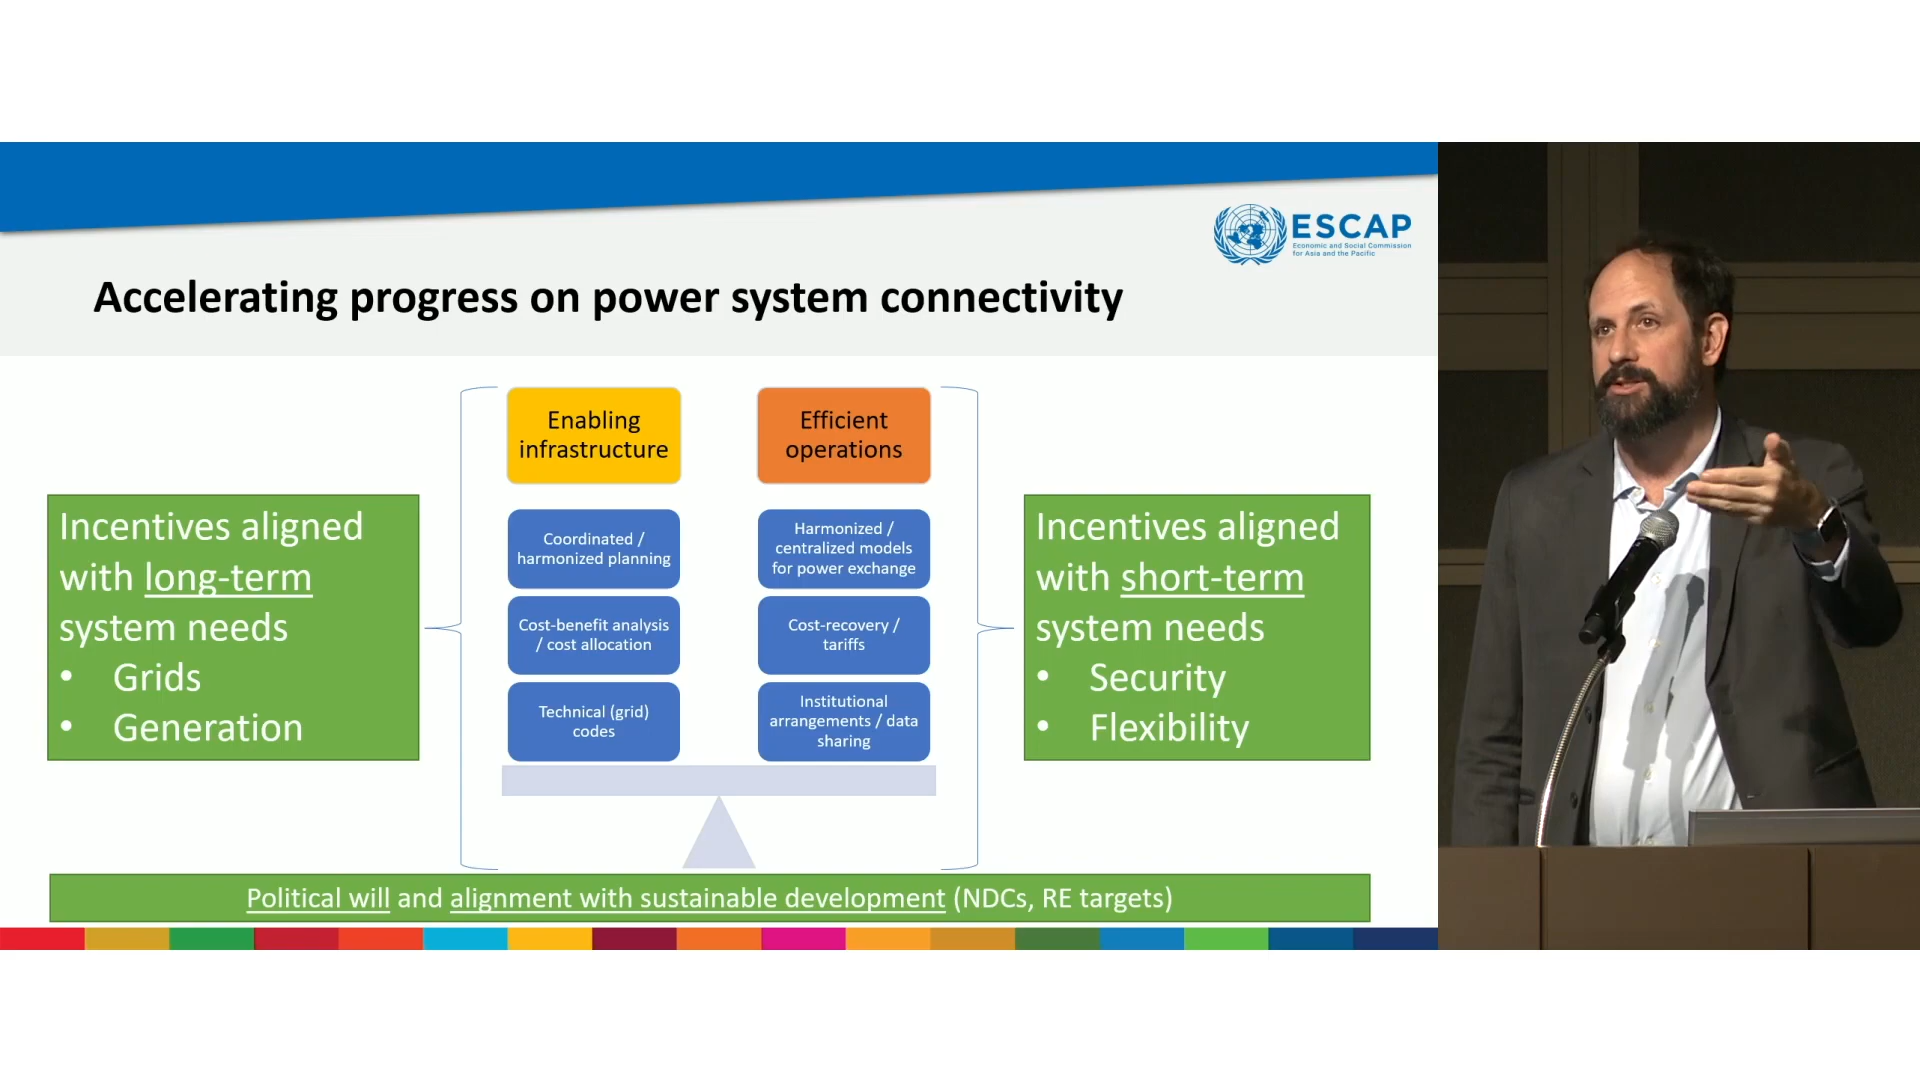 ESCAP
Economic and Social Commission
for Asia and the Pacific
Accelerating progress on power system connectivity
Incentives aligned
with long-term
system needs
• Grids
• Generation
Enabling
infrastructure
Coordinated /
harmonized planning
Cost-benefit analysis
/ cost allocation
Technical (grid)
codes
Efficient
operations
Harmonized /
centralized models
for power exchange
Cost-recovery /
tariffs
Institutional
arrangements / data
sharing
Incentives aligned
with short-term
system needs
• Security
• Flexibility
Political will and alignment with sustainable development (NDCs, RE targets)